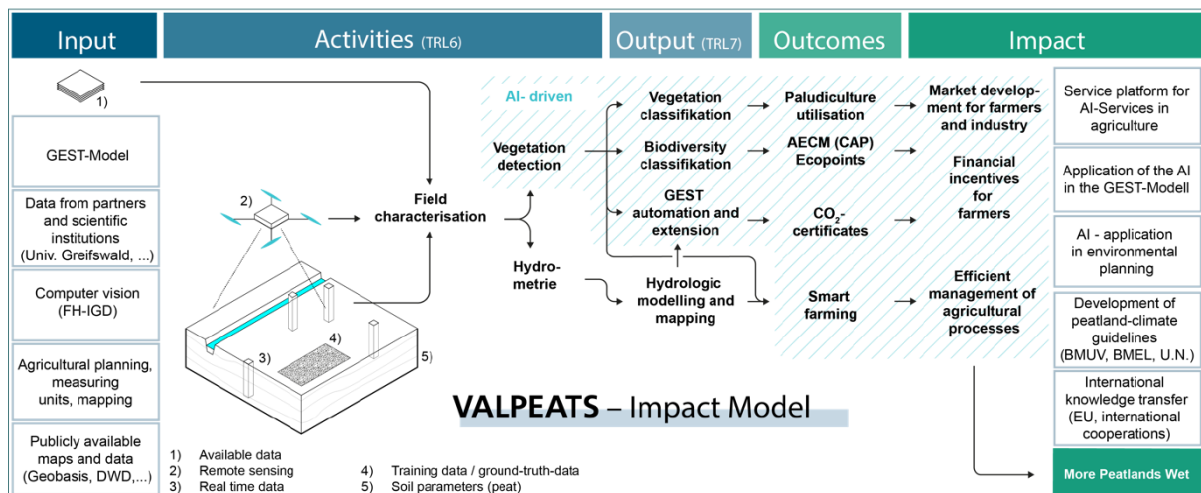 Input
Activities (TRL6)
Output (TRL7)
Outcomes
Impact
1)
GEST-Model
Data from partners
and scientific
institutions
(Univ. Greifswald, ...)
Computer vision
(FH-IGD)
Agricultural planning,
measuring
units, mapping
Publicly available
maps and data
(Geobasis, DWD,...)
2)
3)
4)
5)
Field
characterisation
AI- driven
Vegetation
detection
Hydro-
metrie
Vegetation
classifikation
Biodiversity
classifikation
GEST
automation and
extension
Hydrologic
modelling and
mapping
Paludiculture
utilisation
AECM (CAP)
Ecopoints
CO2-
certificates
Smart
farming
Market develop-
ment for farmers
and industry
Financial
incentives
for
farmers
Efficient
management of
agricultural
processes
Service platform for
AI-Services in
agriculture
Application of the AI
in the GEST-Modell
AI - application
in environmental
planning
Development of
peatland-climate
guidelines
(BMUV, BMEL, U.N.)
International
knowledge transfer
(EU, international
cooperations)
More Peatlands Wet
VALPEATS – Impact Model
1) Available data
2) Remote sensing
3) Real time data
4) Training data / ground-truth-data
5) Soil parameters (peat)